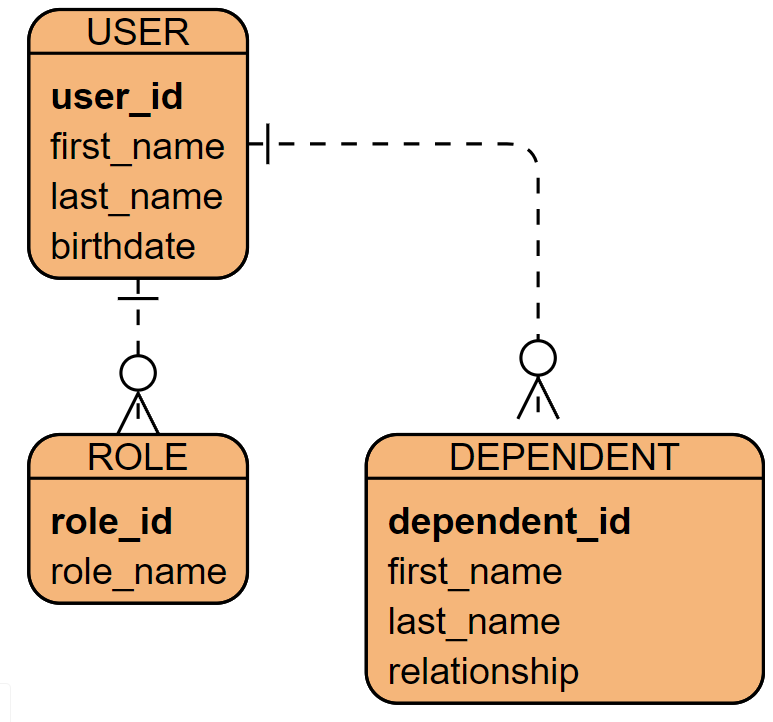 USER
user_id
first_name
last_name
birthdate
ROLE
role_id
role_name
DEPENDENT
dependent_id
first_name
last_name
relationship